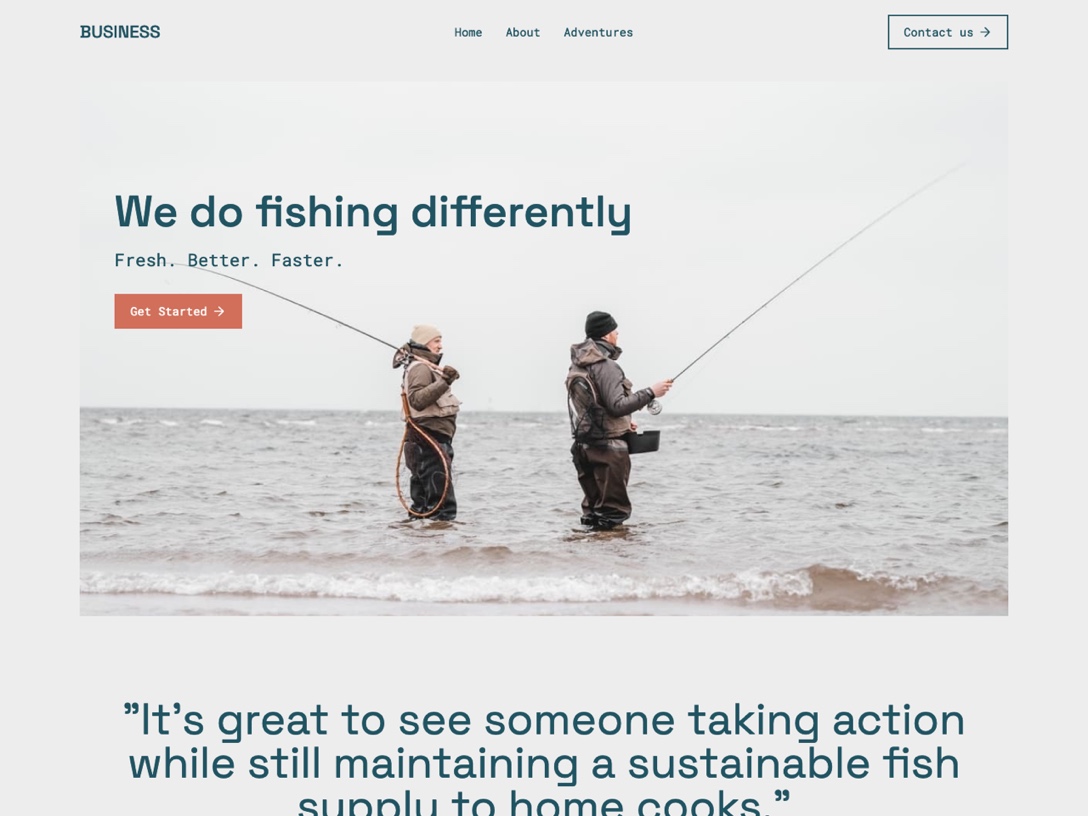 BUSINESS
Home
About
Adventures
Contact us →
We do fishing differently
Fresh. Better. Faster.
Get Started →
”It’s great to see someone taking action
while still maintaining a sustainable fish
supply to home cooks.”